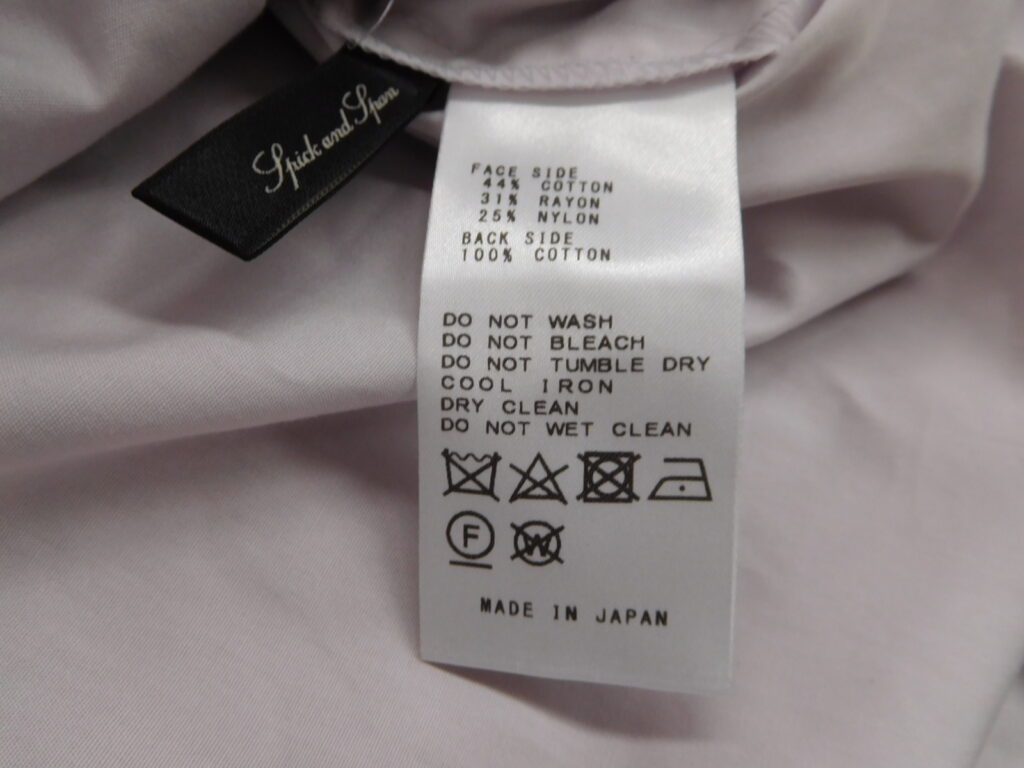 Spick and Span
FACE SIDE
44% COTTON
31% RAYON
25% NYLON
BACK SIDE
100% COTTON
DO NOT WASH
DO NOT BLEACH
DO NOT TUMBLE DRY
COOL IRON
DRY CLEAN
DO NOT WET CLEAN
F W
MADE IN JAPAN